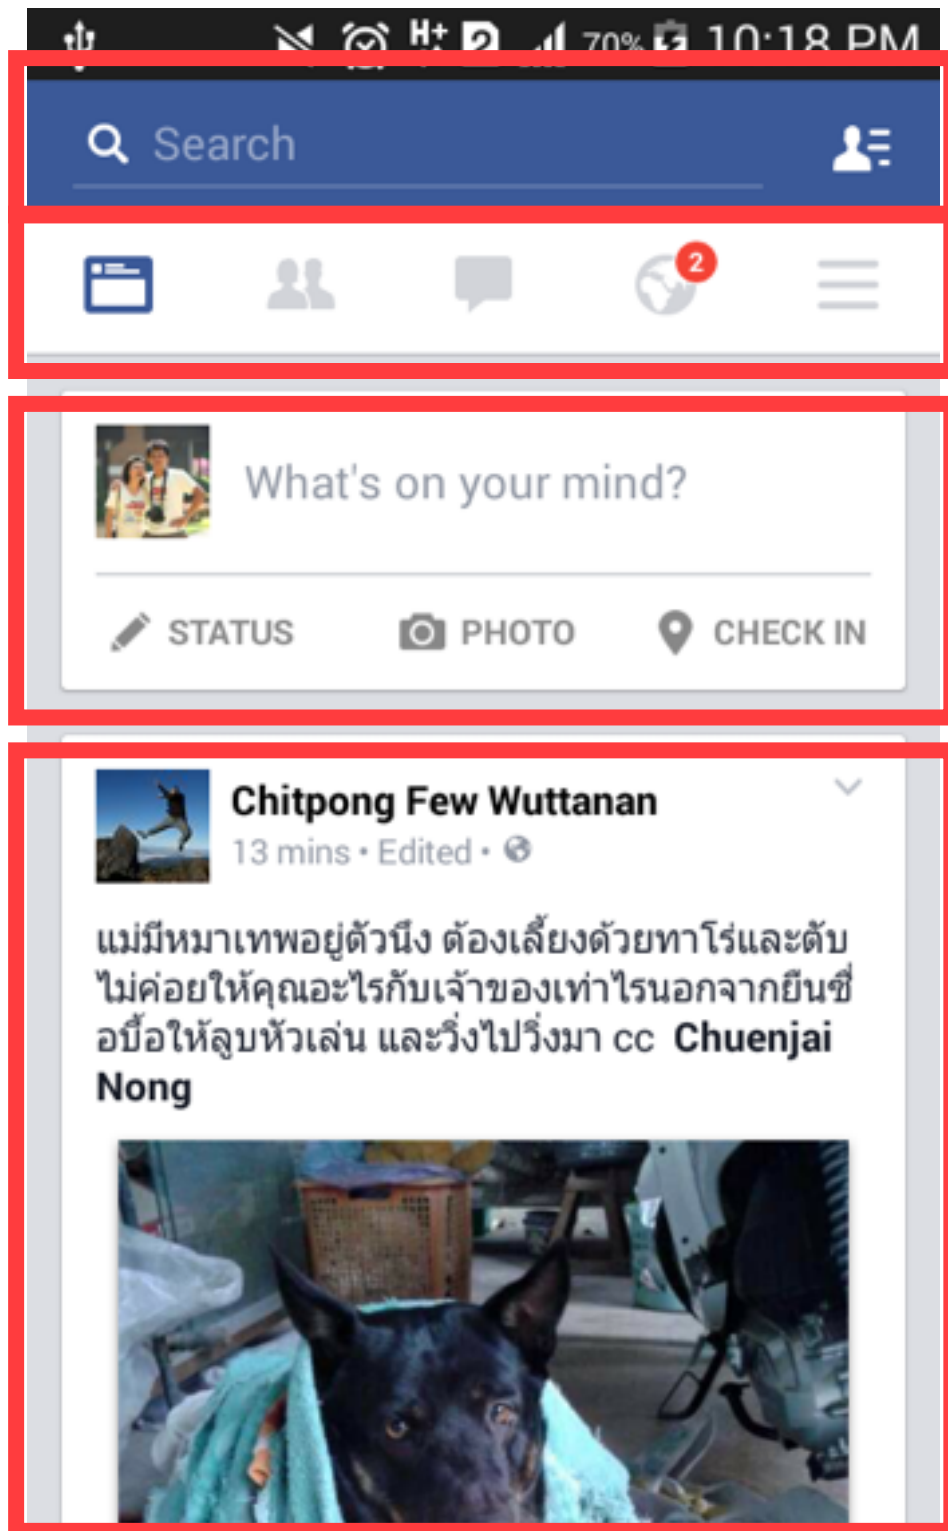 H+ 2 70% 10:18 PM
Search
2
What's on your mind?
STATUS PHOTO CHECK IN
Chitpong Few Wuttanan
13 mins • Edited •
แม่มีหมาเทพอยู่ตัวนึง ต้องเลี้ยงด้วยทาโร่และตับ
ไม่ค่อยให้คุณอะไรกับเจ้าของเท่าไรนอกจากยืนซื่
อบื้อให้ลูบหัวเล่น และวิ่งไปวิ่งมา cc Chuenjai
Nong